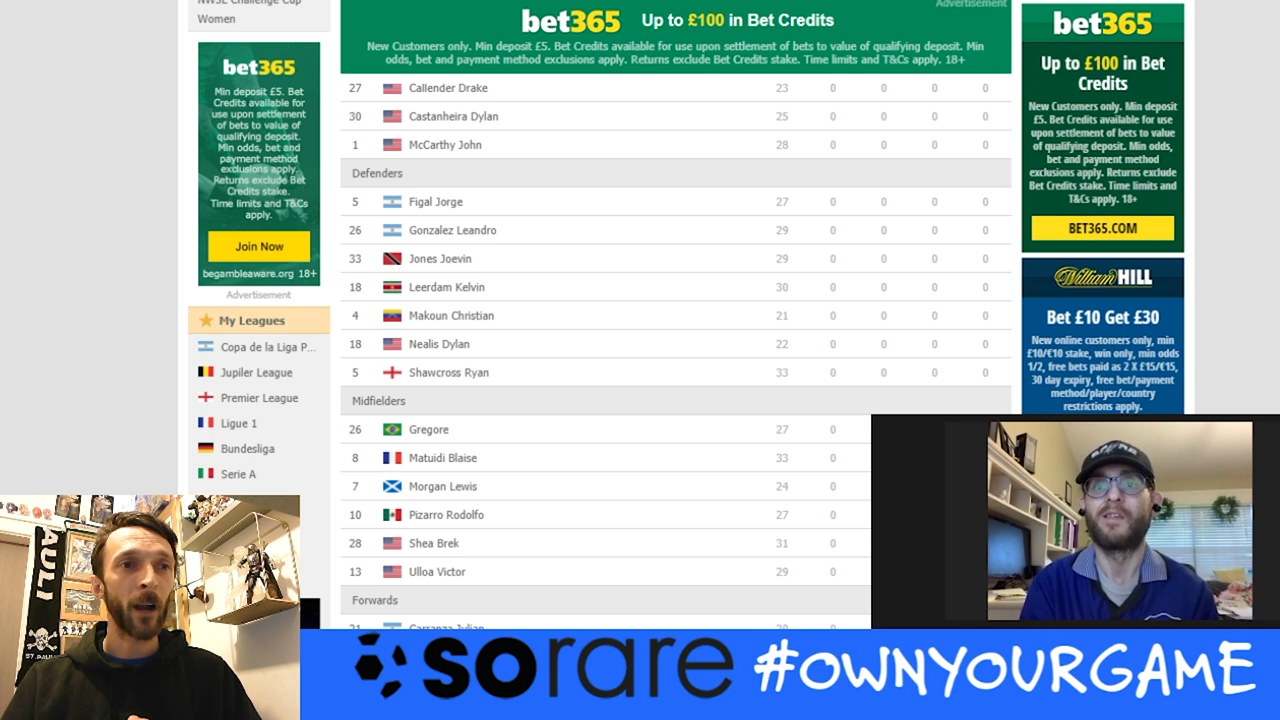 NWSL Challenge Cup
Women
bet365
Min deposit £5. Bet
Credits available for
use upon settlement
of bets to value of
qualifying deposit.
Min odds, bet and
payment method
exclusions apply.
Returns exclude Bet
Credits stake.
Time limits and T&Cs
apply.
Join Now
begambleaware.org 18+
Advertisement
My Leagues
Copa de la Liga P...
Jupiler League
Premier League
Ligue 1
Bundesliga
Serie A
Advertisement
bet365 Up to £100 in Bet Credits
New Customers only. Min deposit £5. Bet Credits available for use upon settlement of bets to value of qualifying deposit. Min
odds, bet and payment method exclusions apply. Returns exclude Bet Credits stake. Time limits and T&Cs apply. 18+
27 Callender Drake 23 0 0 0 0
30 Castanheira Dylan 25 0 0 0 0
1 McCarthy John 28 0 0 0 0
Defenders
5 Figal Jorge 27 0 0 0 0
26 Gonzalez Leandro 29 0 0 0 0
33 Jones Joevin 29 0 0 0 0
18 Leerdam Kelvin 30 0 0 0 0
4 Makoun Christian 21 0 0 0 0
18 Nealis Dylan 22 0 0 0 0
5 Shawcross Ryan 33 0 0 0 0
Midfielders
26 Gregore 27 0
8 Matuidi Blaise 33 0
7 Morgan Lewis 24 0
10 Pizarro Rodolfo 27 0
28 Shea Brek 31 0
13 Ulloa Victor 29 0
Forwards
21 Carranza Julian 20 0
bet365
Up to £100 in Bet
Credits
New Customers only. Min deposit
£5. Bet Credits available for use
upon settlement of bets to value
of qualifying deposit. Min odds,
bet and payment method
exclusions apply. Returns exclude
Bet Credits stake. Time limits and
T&Cs apply. 18+
BET365.COM
William HILL
Bet £10 Get £30
New online customers only, min
£10/€10 stake, win only, min odds
1/2, free bets paid as 2 X £15/€15,
30 day expiry, free bet/payment
method/player/country
restrictions apply.
AULI
ST. PAULI
sorare #OWNYOURGAME